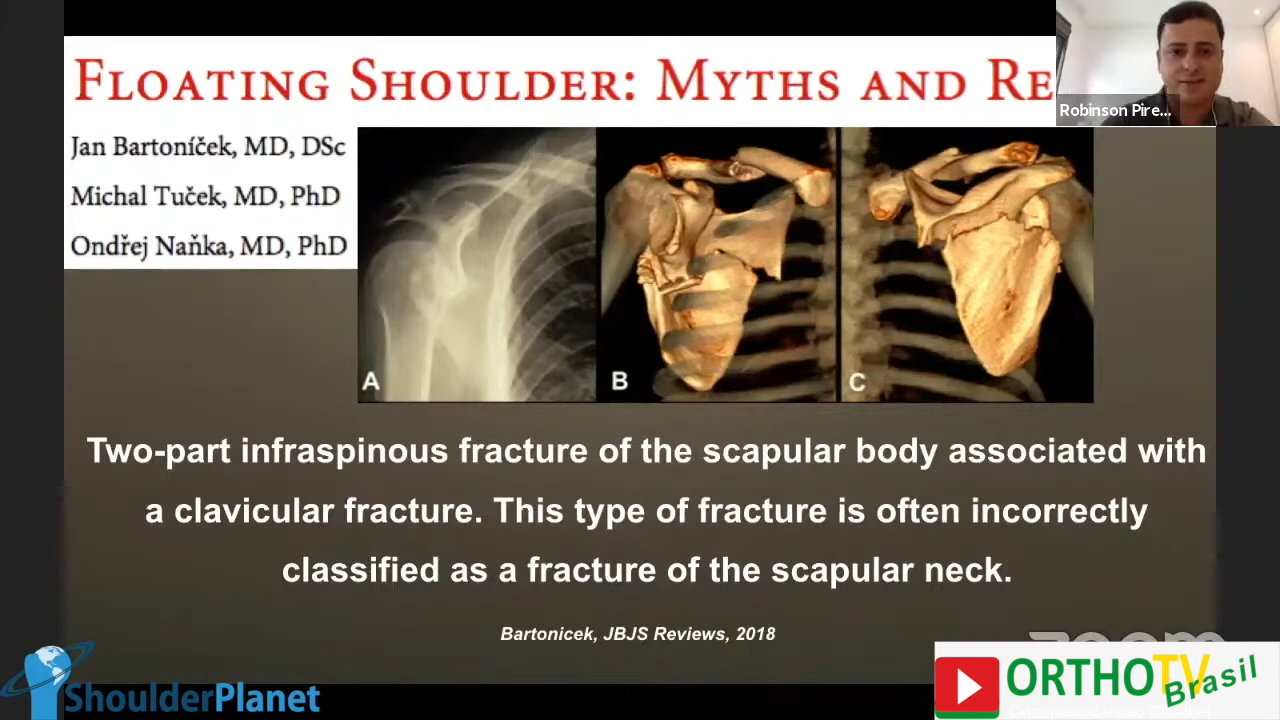 FLOATING SHOULDER: MYTHS AND RE
Robinson Pire...
Jan Bartoníček, MD, DSc
Michal Tuček, MD, PhD
Ondřej Naňka, MD, PhD
A
B
C
Two-part infraspinous fracture of the scapular body associated with
a clavicular fracture. This type of fracture is often incorrectly
classified as a fracture of the scapular neck.
Bartonicek, JBJS Reviews, 2018
zoom
ShoulderPlanet
ORTHOTV
Brasil